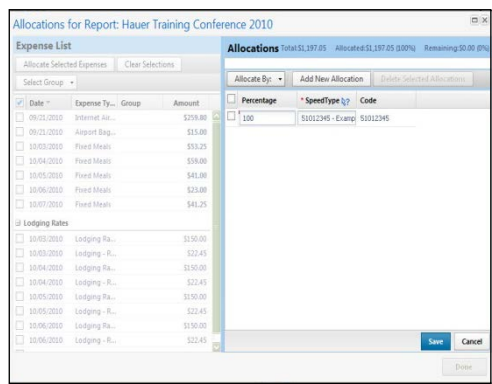 Allocations for Report: Hauer Training Conference 2010
Expense List
Allocate Selected Expenses Clear Selections
Select Group
Date Expense Ty... Group Amount
09/21/2010 Internet Air... $259.80
09/21/2010 Airport Bag... $15.00
10/03/2010 Fixed Meals $53.25
10/04/2010 Fixed Meals $59.00
10/05/2010 Fixed Meals $41.00
10/06/2010 Fixed Meals $23.00
10/07/2010 Fixed Meals $41.25
Lodging Rates
10/03/2010 Lodging Ra... $150.00
10/03/2010 Lodging - R... $22.45
10/04/2010 Lodging Ra... $150.00
10/04/2010 Lodging - R... $22.45
10/05/2010 Lodging Ra... $150.00
10/05/2010 Lodging - R... $22.45
10/06/2010 Lodging Ra... $150.00
10/06/2010 Lodging - R... $22.45
Allocations Total:$1,197.05 Allocated:$1,197.05 (100%) Remaining:$0.00 (0%)
Allocate By: Add New Allocation Delete Selected Allocations
Percentage * SpeedType Code
100 51012345 - Examp 51012345
Save Cancel
Done